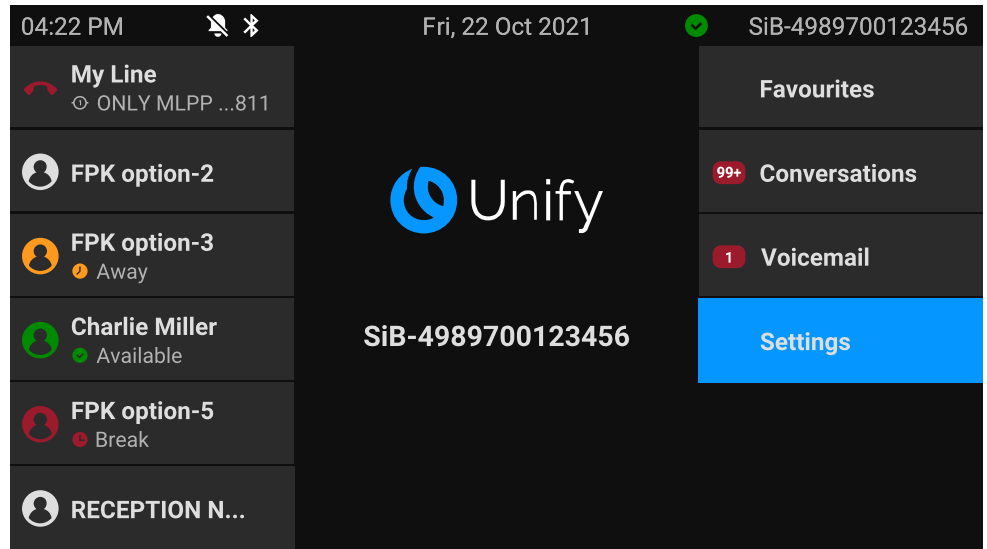 04:22 PM
Fri, 22 Oct 2021
SiB-4989700123456
My Line
ONLY MLPP ...811
FPK option-2
FPK option-3
Away
Charlie Miller
Available
FPK option-5
Break
RECEPTION N...
Unify
SiB-4989700123456
Favourites
99+ Conversations
1 Voicemail
Settings